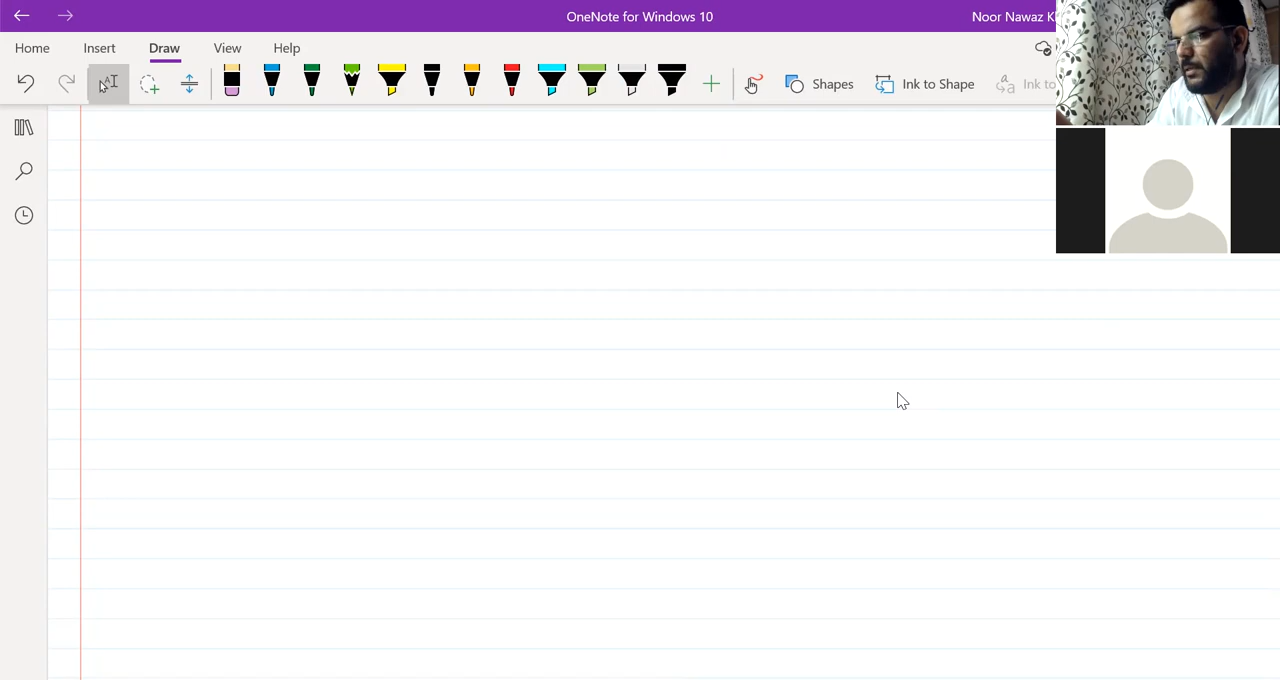 OneNote for Windows 10
Noor Nawaz
Home Insert Draw View Help
Shapes Ink to Shape Ink to